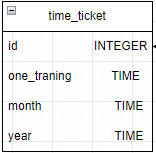 time_ticket
id INTEGER
one_traning TIME
month TIME
year TIME